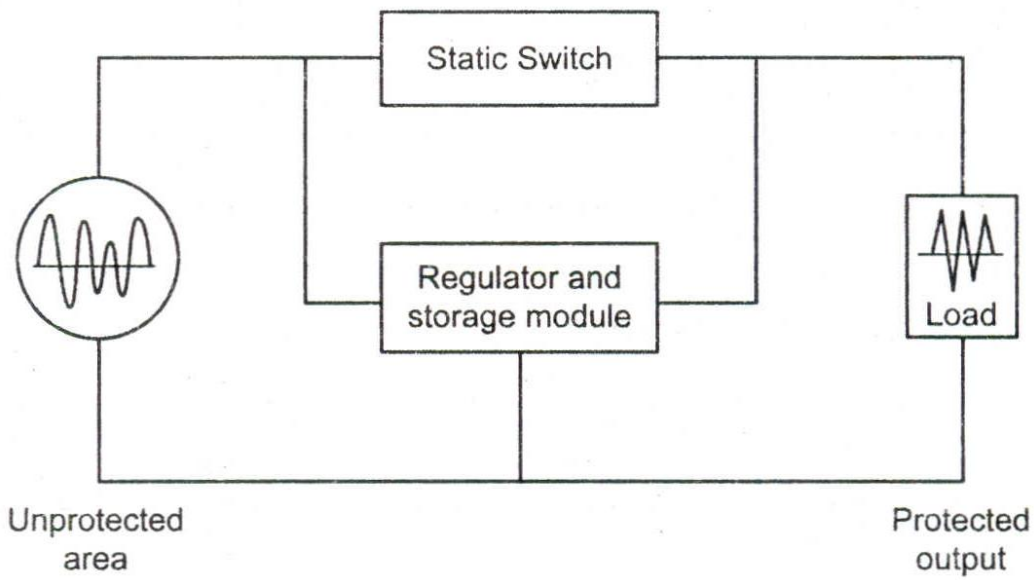 Static Switch
Regulator and
storage module
Load
Unprotected
area
Protected
output